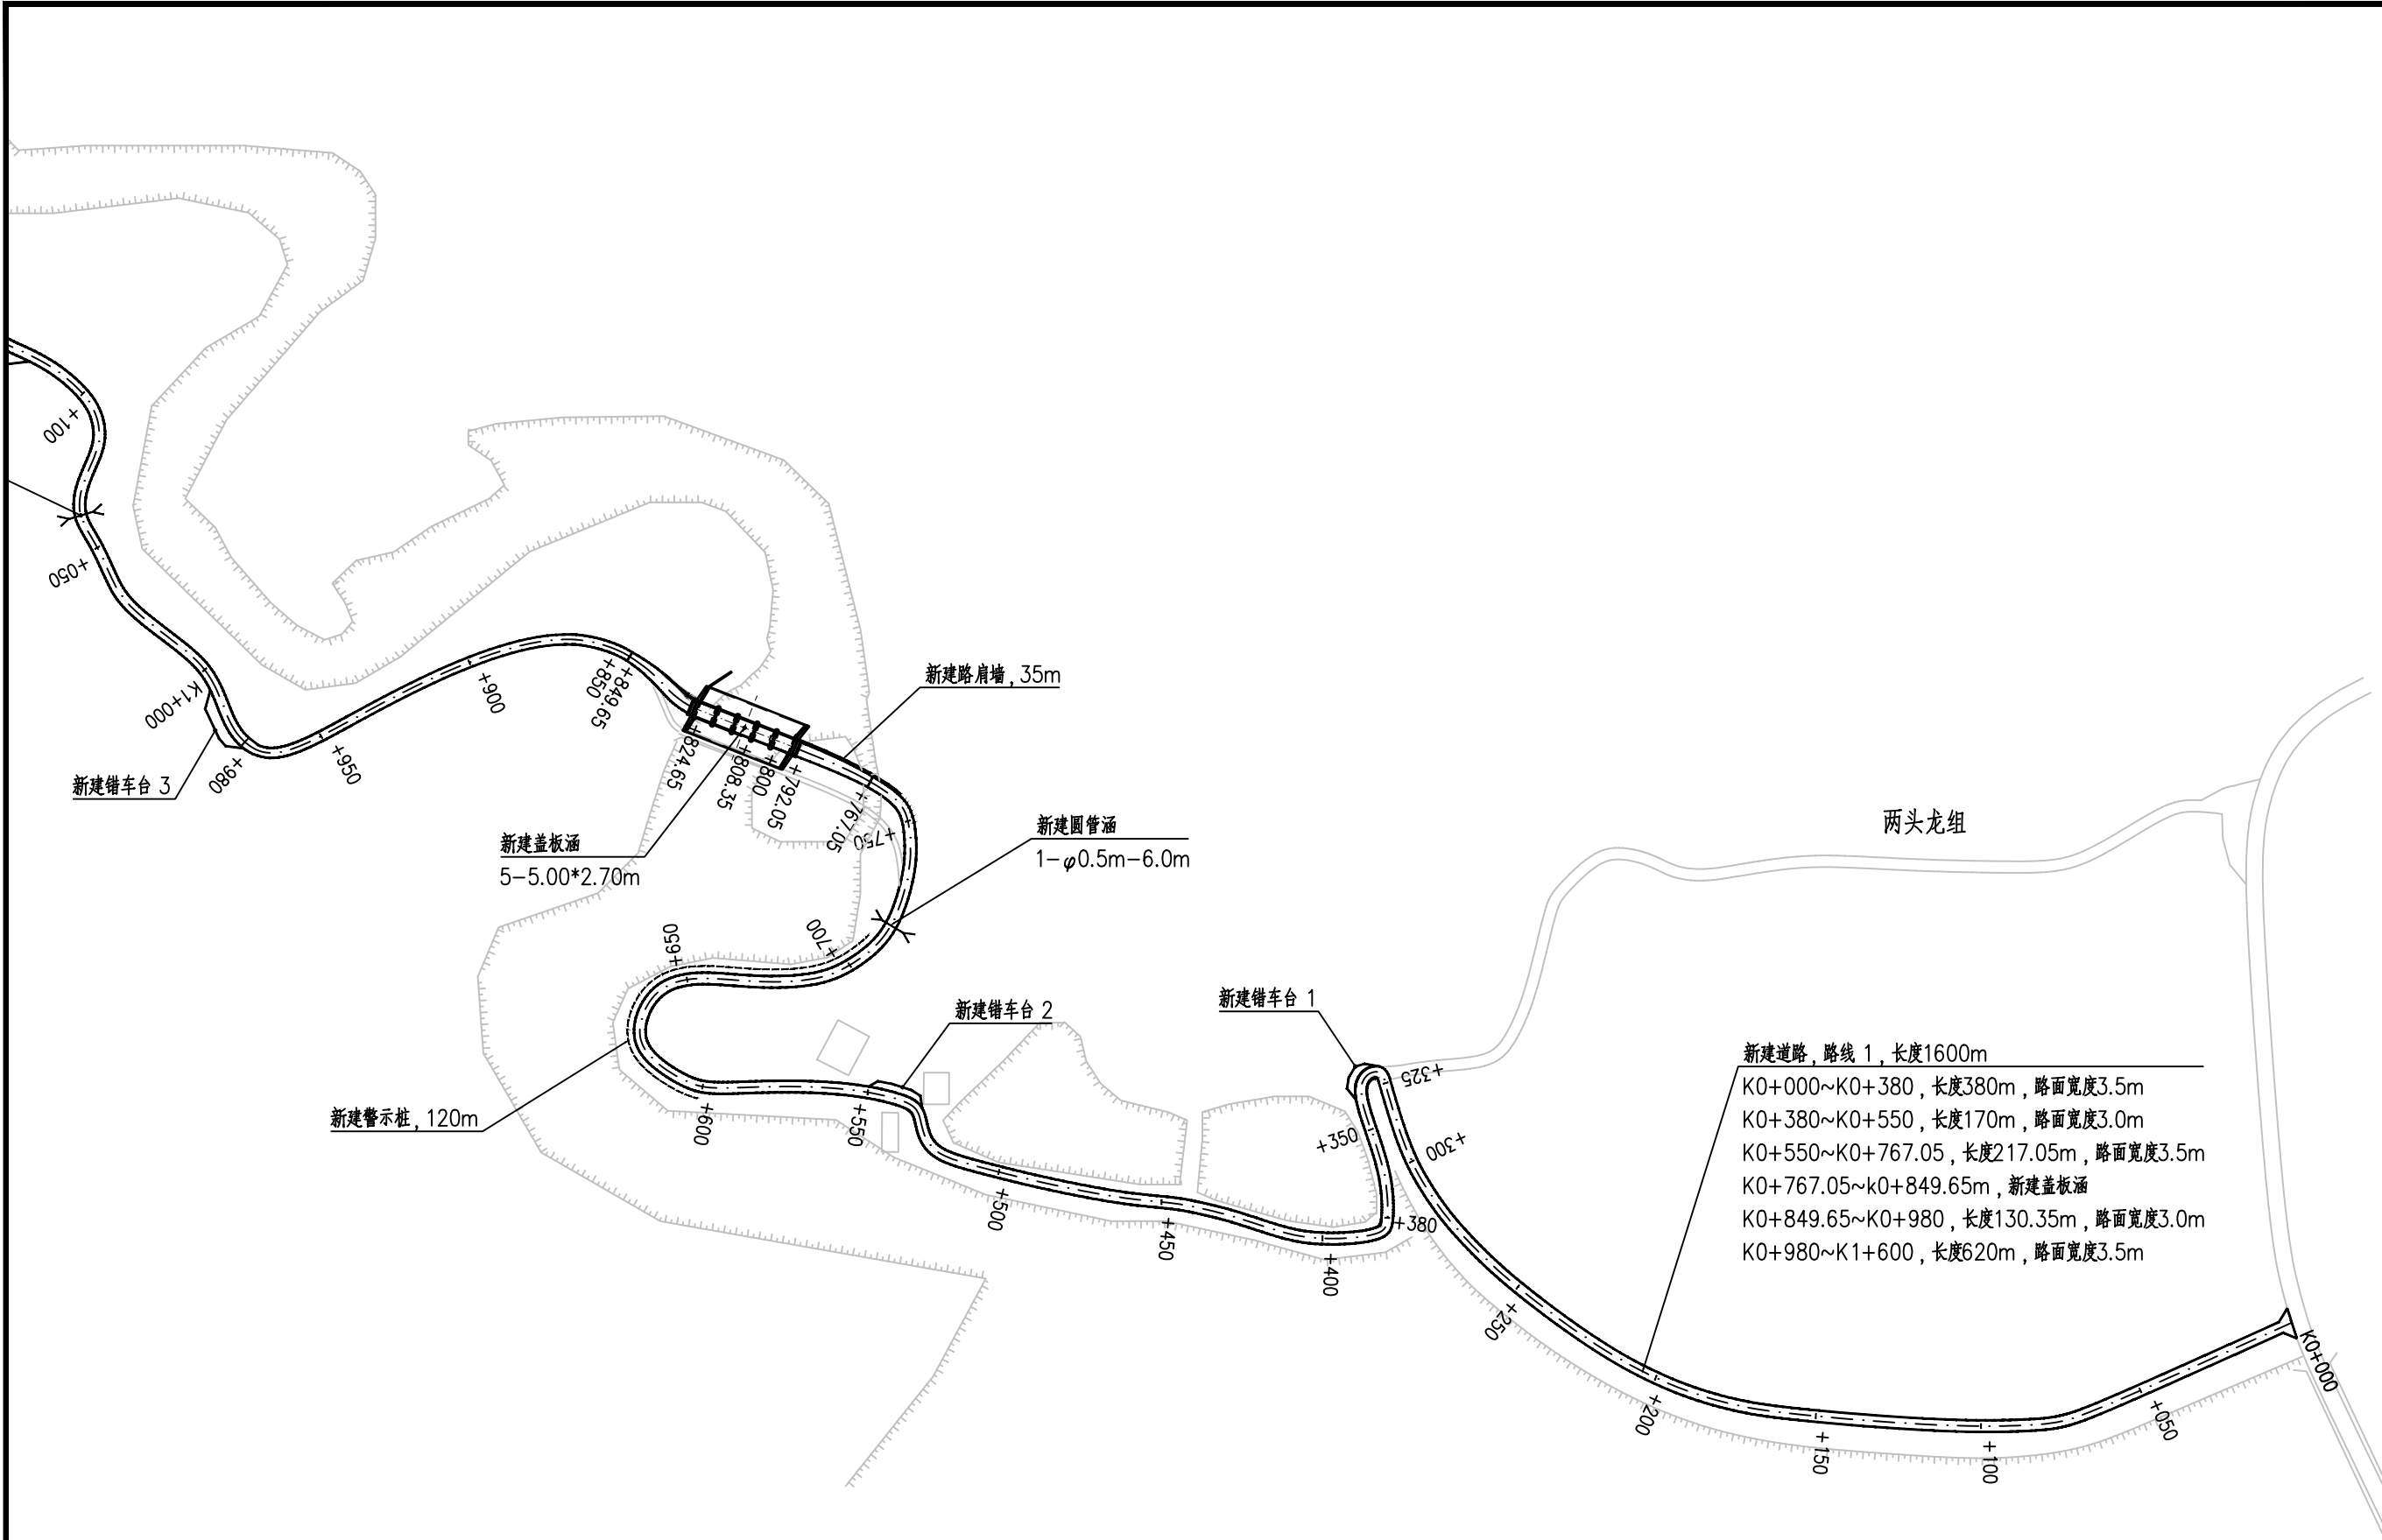 +100
+050
K1+000
新建错车台 3
+980
+950
+900
+850
+849.65
+824.65
+808.35
+800
+792.05
+767.05
+750
新建路肩墙, 35m
新建盖板涵
5-5.00*2.70m
新建圆管涵
1-φ0.5m-6.0m
+700
+650
新建错车台 2
新建警示桩, 120m
+600
+550
+500
+450
+400
+380
+350
+325
+300
新建错车台 1
两头龙组
新建道路, 路线 1, 长度1600m
K0+000~K0+380, 长度380m, 路面宽度3.5m
K0+380~K0+550, 长度170m, 路面宽度3.0m
K0+550~K0+767.05, 长度217.05m, 路面宽度3.5m
K0+767.05~k0+849.65m, 新建盖板涵
K0+849.65~K0+980, 长度130.35m, 路面宽度3.0m
K0+980~K1+600, 长度620m, 路面宽度3.5m
+250
+200
+150
+100
+050
K0+000